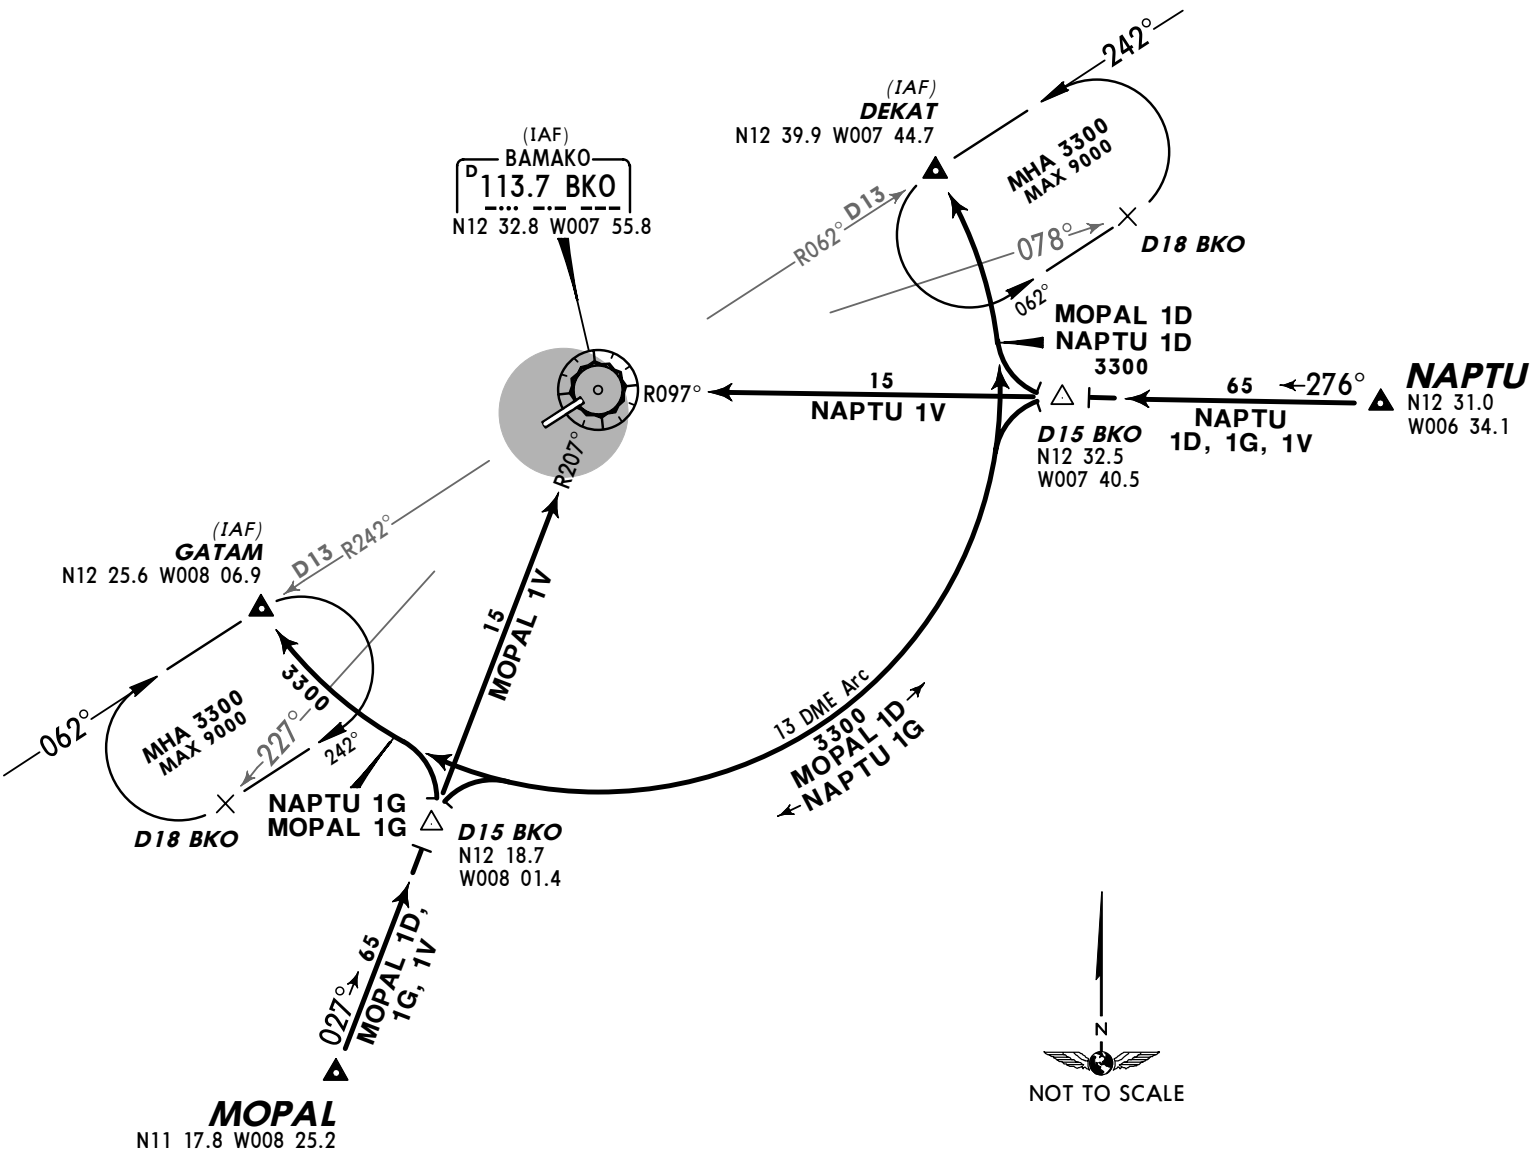 242°
(IAF)
DEKAT
N12 39.9 W007 44.7
MHA 3300
MAX 9000
(IAF)
BAMAKO
D
113.7 BKO
N12 32.8 W007 55.8
R062° D13
078°
D18 BKO
062°
MOPAL 1D
NAPTU 1D
3300
R097°
15
NAPTU 1V
65
276°
NAPTU
1D, 1G, 1V
NAPTU
N12 31.0
W006 34.1
D15 BKO
N12 32.5
W007 40.5
R207°
(IAF)
GATAM
N12 25.6 W008 06.9
D13 R242°
15
MOPAL 1V
3300
062°
MHA 3300
MAX 9000
227°
242°
D18 BKO
NAPTU 1G
MOPAL 1G
13 DME Arc
3300
MOPAL 1D
NAPTU 1G
D15 BKO
N12 18.7
W008 01.4
027°
65
MOPAL 1D,
1G, 1V
MOPAL
N11 17.8 W008 25.2
N
NOT TO SCALE